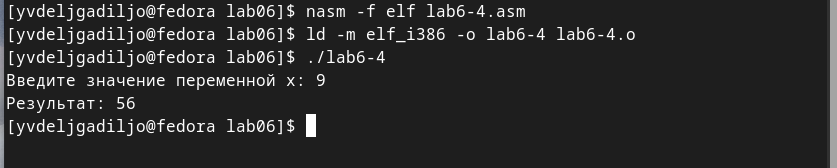 [yvdeljgadiljo@fedora lab06]$ nasm -f elf lab6-4.asm
[yvdeljgadiljo@fedora lab06]$ ld -m elf_i386 -o lab6-4 lab6-4.o
[yvdeljgadiljo@fedora lab06]$ ./lab6-4
Введите значение переменной x: 9
Результат: 56
[yvdeljgadiljo@fedora lab06]$